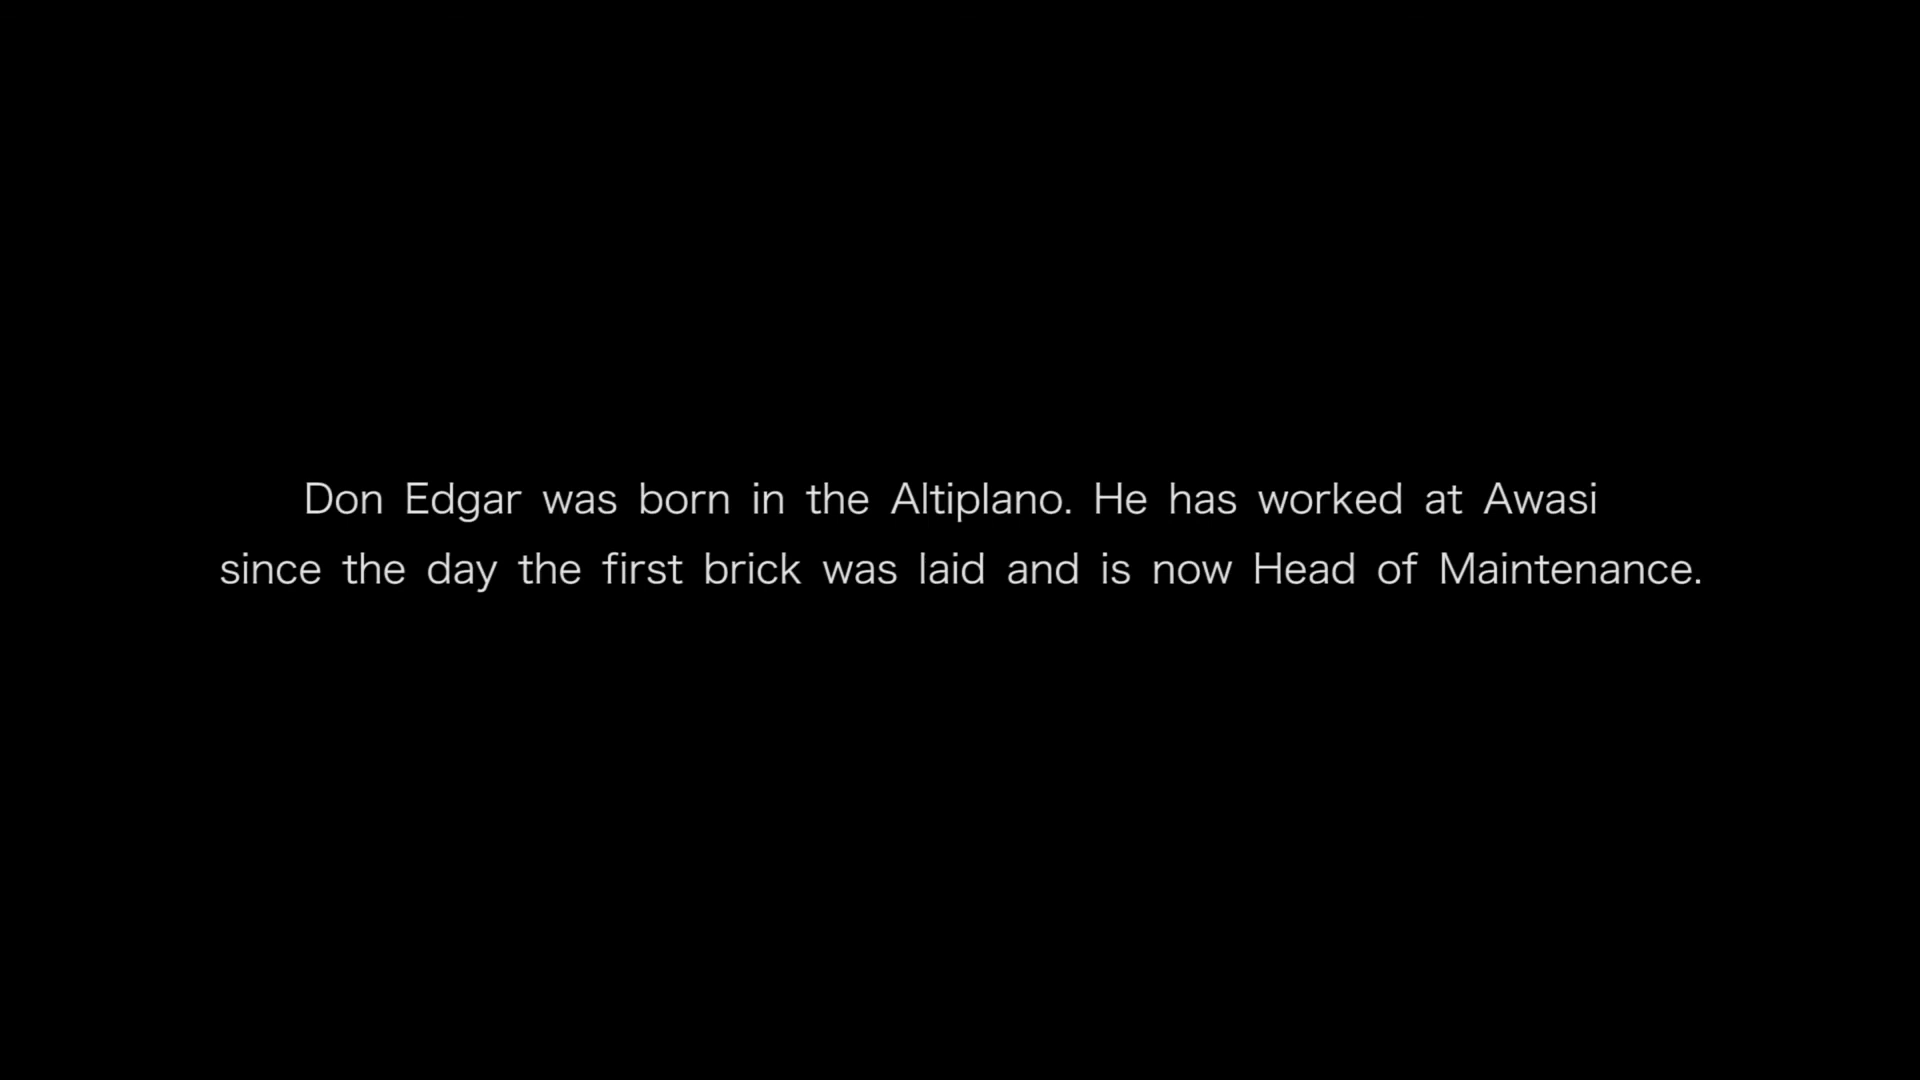 Don Edgar was born in the Altiplano. He has worked at Awasi
since the day the first brick was laid and is now Head of Maintenance.